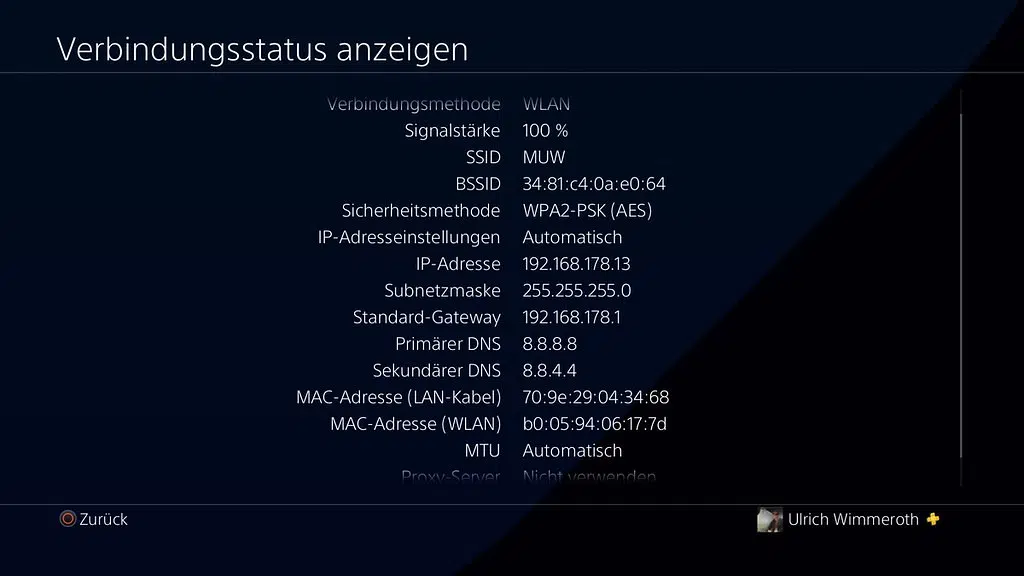 Verbindungsstatus anzeigen
Verbindungsmethode WLAN
Signalstärke 100 %
SSID MUW
BSSID 34:81:c4:0a:e0:64
Sicherheitsmethode WPA2-PSK (AES)
IP-Adresseinstellungen Automatisch
IP-Adresse 192.168.178.13
Subnetzmaske 255.255.255.0
Standard-Gateway 192.168.178.1
Primärer DNS 8.8.8.8
Sekundärer DNS 8.8.4.4
MAC-Adresse (LAN-Kabel) 70:9e:29:04:34:68
MAC-Adresse (WLAN) b0:05:94:06:17:7d
MTU Automatisch
Proxy-Server Nicht verwenden
Zurück Ulrich Wimmeroth